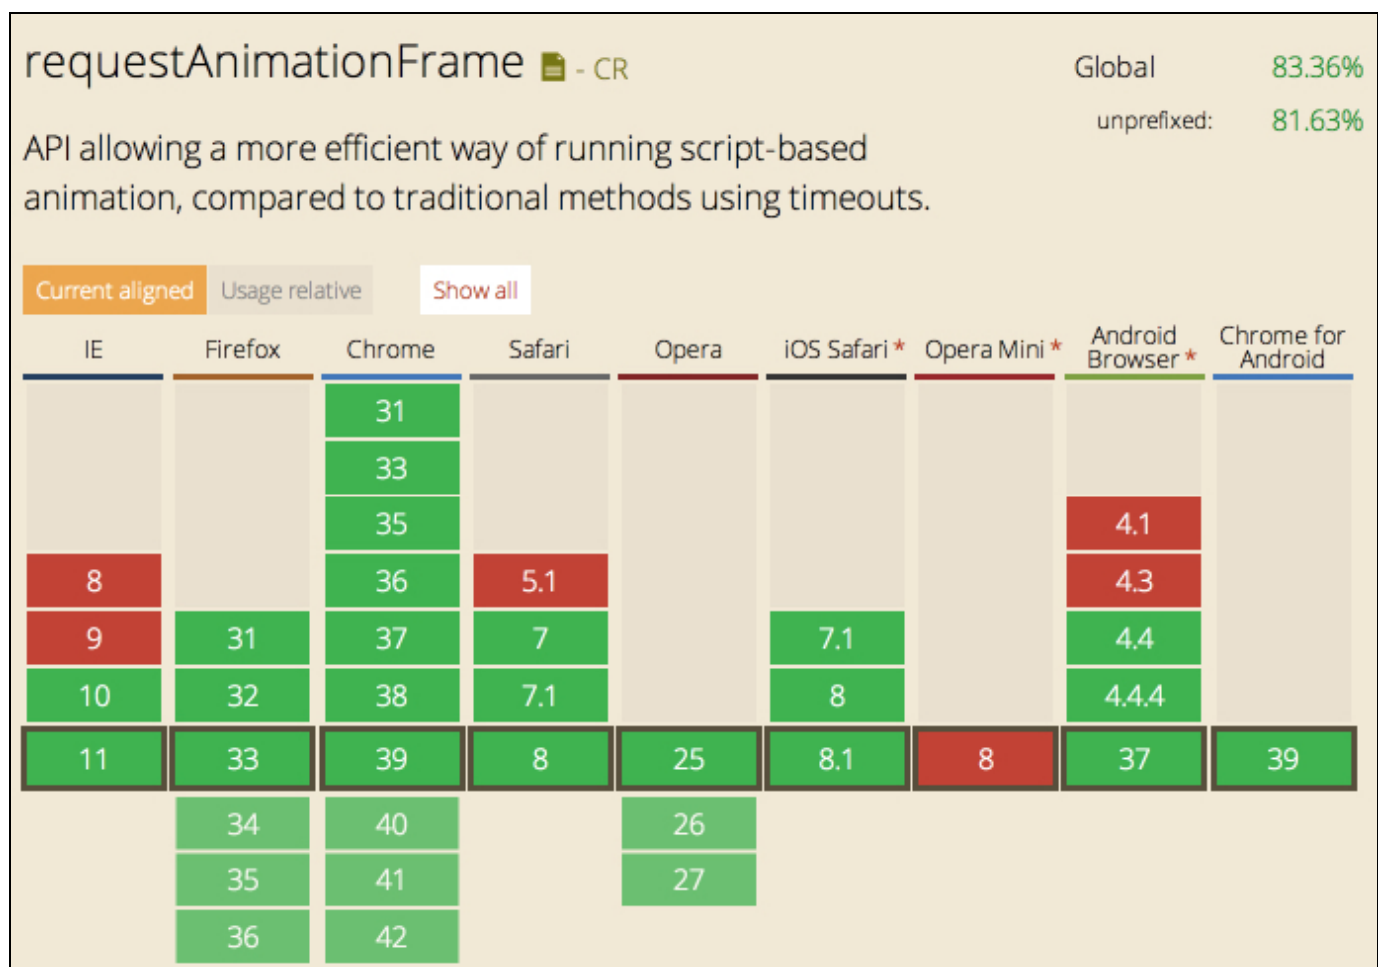 requestAnimationFrame - CR
Global 83.36%
unprefixed: 81.63%
API allowing a more efficient way of running script-based
animation, compared to traditional methods using timeouts.
Current aligned Usage relative Show all
IE Firefox Chrome Safari Opera iOS Safari * Opera Mini * Android Browser * Chrome for Android
31
33
35 4.1
8 36 5.1 4.3
9 31 37 7 7.1 4.4
10 32 38 7.1 8 4.4.4
11 33 39 8 25 8.1 8 37 39
34 40 26
35 41 27
36 42